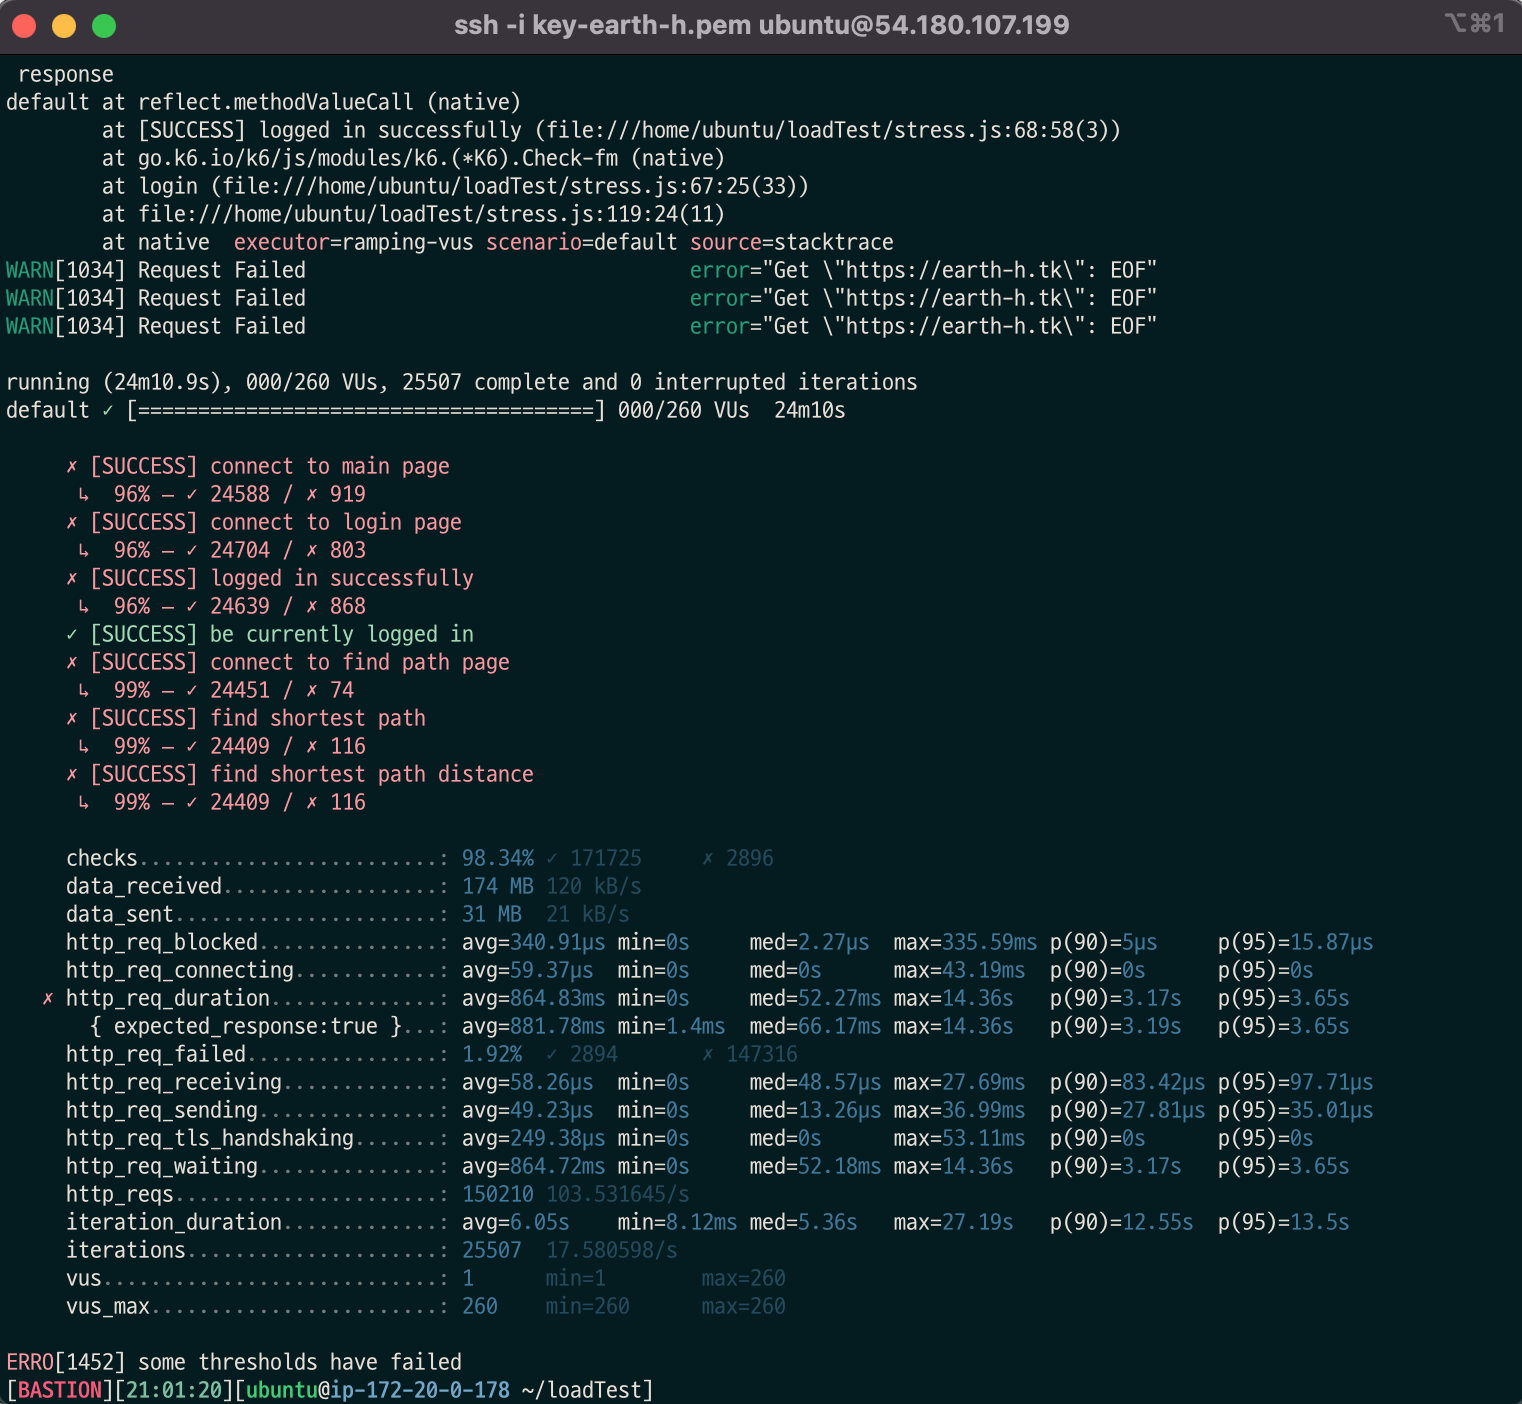 ssh -i key-earth-h.pem ubuntu@54.180.107.199 ⌥⌘1
response
default at reflect.methodValueCall (native)
at [SUCCESS] logged in successfully (file:///home/ubuntu/loadTest/stress.js:68:58(3))
at go.k6.io/k6/js/modules/k6.(*K6).Check-fm (native)
at login (file:///home/ubuntu/loadTest/stress.js:67:25(33))
at file:///home/ubuntu/loadTest/stress.js:119:24(11)
at native  executor=ramping-vus scenario=default source=stacktrace
WARN[1034] Request Failed                                error="Get \"https://earth-h.tk\": EOF"
WARN[1034] Request Failed                                error="Get \"https://earth-h.tk\": EOF"
WARN[1034] Request Failed                                error="Get \"https://earth-h.tk\": EOF"
running (24m10.9s), 000/260 VUs, 25507 complete and 0 interrupted iterations
default ✓ [======================================] 000/260 VUs  24m10s
✗ [SUCCESS] connect to main page
↳  96% — ✓ 24588 / ✗ 919
✗ [SUCCESS] connect to login page
↳  96% — ✓ 24704 / ✗ 803
✗ [SUCCESS] logged in successfully
↳  96% — ✓ 24639 / ✗ 868
✓ [SUCCESS] be currently logged in
✗ [SUCCESS] connect to find path page
↳  99% — ✓ 24451 / ✗ 74
✗ [SUCCESS] find shortest path
↳  99% — ✓ 24409 / ✗ 116
✗ [SUCCESS] find shortest path distance
↳  99% — ✓ 24409 / ✗ 116
checks.........................: 98.34% ✓ 171725     ✗ 2896
data_received..................: 174 MB 120 kB/s
data_sent......................: 31 MB  21 kB/s
http_req_blocked...............: avg=340.91µs min=0s     med=2.27µs  max=335.59ms p(90)=5µs     p(95)=15.87µs
http_req_connecting............: avg=59.37µs  min=0s     med=0s      max=43.19ms  p(90)=0s      p(95)=0s
✗ http_req_duration..............: avg=864.83ms min=0s     med=52.27ms max=14.36s   p(90)=3.17s   p(95)=3.65s
{ expected_response:true }...: avg=881.78ms min=1.4ms  med=66.17ms max=14.36s   p(90)=3.19s   p(95)=3.65s
http_req_failed................: 1.92%  ✓ 2894       ✗ 147316
http_req_receiving.............: avg=58.26µs  min=0s     med=48.57µs max=27.69ms  p(90)=83.42µs p(95)=97.71µs
http_req_sending...............: avg=49.23µs  min=0s     med=13.26µs max=36.99ms  p(90)=27.81µs p(95)=35.01µs
http_req_tls_handshaking.......: avg=249.38µs min=0s     med=0s      max=53.11ms  p(90)=0s      p(95)=0s
http_req_waiting...............: avg=864.72ms min=0s     med=52.18ms max=14.36s   p(90)=3.17s   p(95)=3.65s
http_reqs......................: 150210 103.531645/s
iteration_duration.............: avg=6.05s    min=8.12ms med=5.36s   max=27.19s   p(90)=12.55s  p(95)=13.5s
iterations.....................: 25507  17.580598/s
vus............................: 1      min=1        max=260
vus_max........................: 260    min=260      max=260
ERRO[1452] some thresholds have failed
[BASTION][21:01:20][ubuntu@ip-172-20-0-178 ~/loadTest]